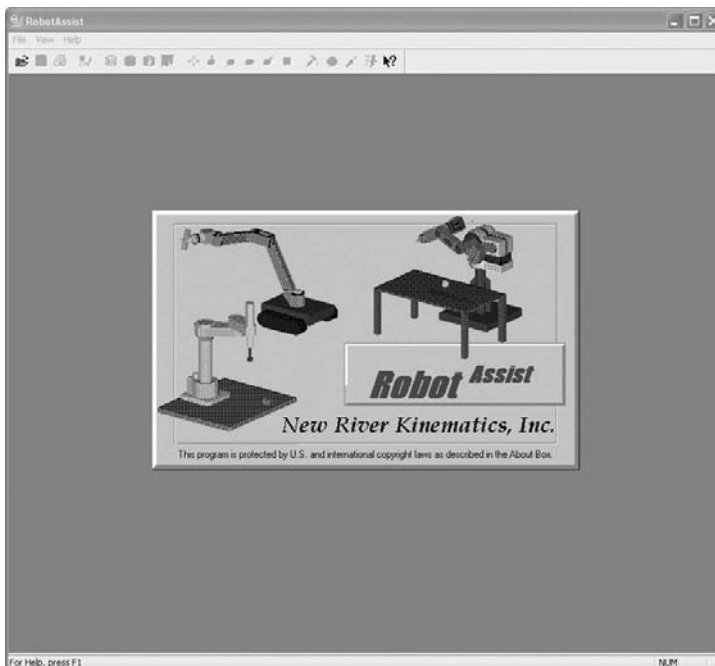 RobotAssist
File View Help
Robot Assist
New River Kinematics, Inc.
This program is protected by U.S. and international copyright laws as described in the About Box.
For Help, press F1
NUM